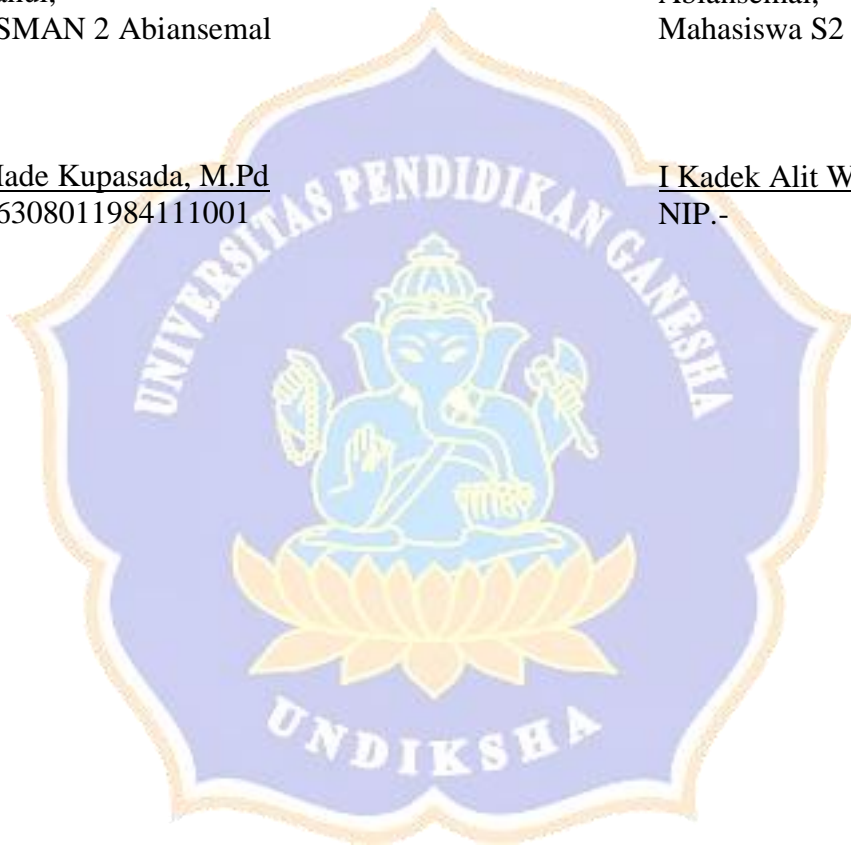 SMAN 2 Abiansemal
Made Kupasada, M.Pd
6308011984111001
Abiansemal,
Mahasiswa S2
I Kadek Alit W
NIP.-
UNIVERSITAS PENDIDIKAN GANESHA
UNDIKSHA